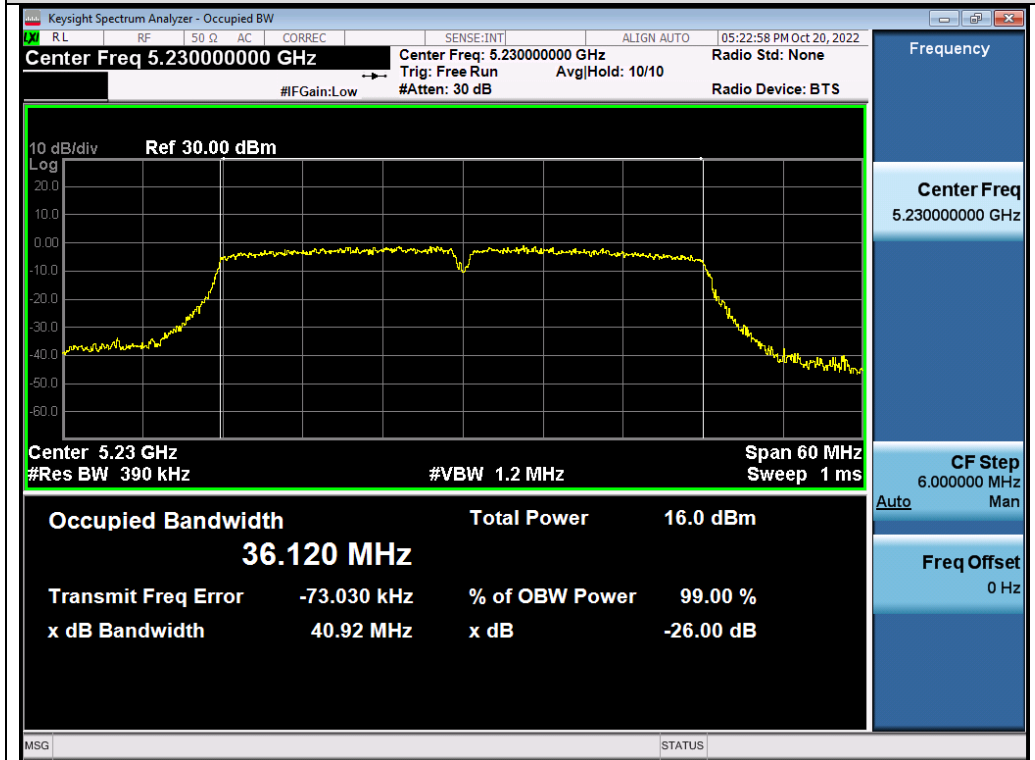 Keysight Spectrum Analyzer - Occupied BW
LXI RL RF 50 Ω AC CORREC SENSE:INT ALIGN AUTO 05:22:58 PM Oct 20, 2022
Center Freq 5.230000000 GHz
Center Freq: 5.230000000 GHz Radio Std: None
Trig: Free Run Avg|Hold: 10/10
#IFGain:Low #Atten: 30 dB Radio Device: BTS
10 dB/div Ref 30.00 dBm
Log
20.0
10.0
0.00
-10.0
-20.0
-30.0
-40.0
-50.0
-60.0
Center 5.23 GHz Span 60 MHz
#Res BW 390 kHz #VBW 1.2 MHz Sweep 1 ms
Occupied Bandwidth Total Power 16.0 dBm
36.120 MHz
Transmit Freq Error -73.030 kHz % of OBW Power 99.00 %
x dB Bandwidth 40.92 MHz x dB -26.00 dB
MSG STATUS
Frequency
Center Freq
5.230000000 GHz
CF Step
6.000000 MHz
Auto Man
Freq Offset
0 Hz